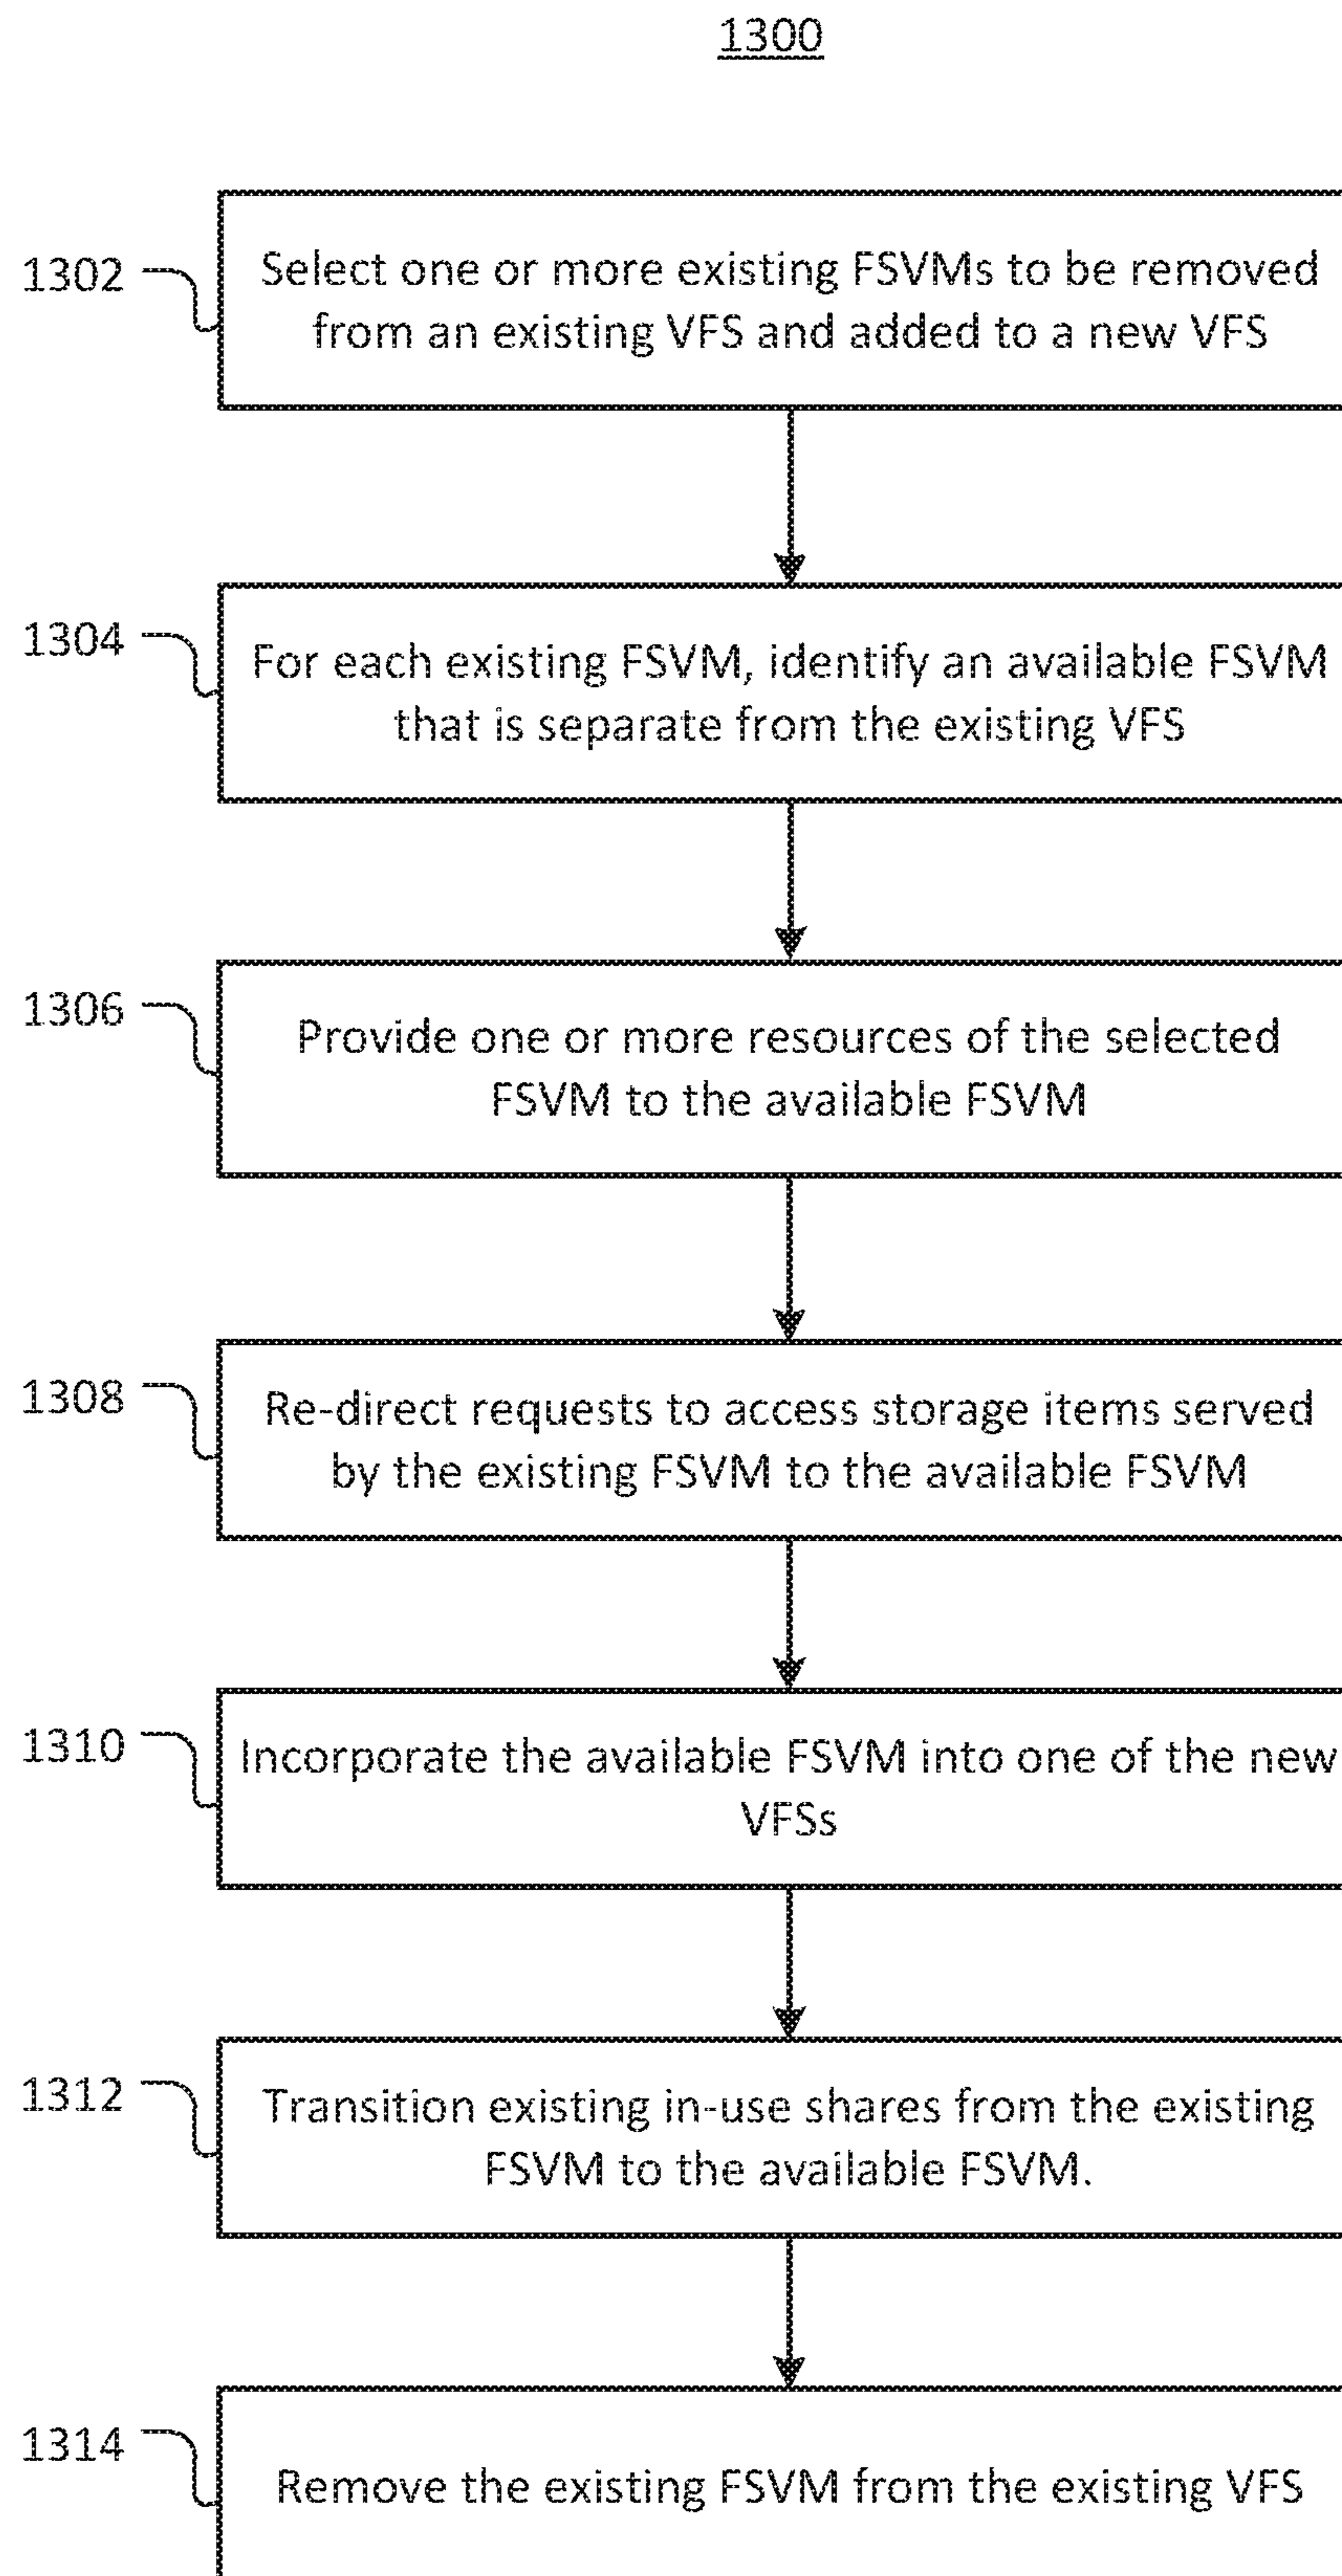 1300
1302
Select one or more existing FSVMs to be removed
from an existing VFS and added to a new VFS
1304
For each existing FSVM, identify an available FSVM
that is separate from the existing VFS
1306
Provide one or more resources of the selected
FSVM to the available FSVM
1308
Re-direct requests to access storage items served
by the existing FSVM to the available FSVM
1310
Incorporate the available FSVM into one of the new
VFSs
1312
Transition existing in-use shares from the existing
FSVM to the available FSVM.
1314
Remove the existing FSVM from the existing VFS